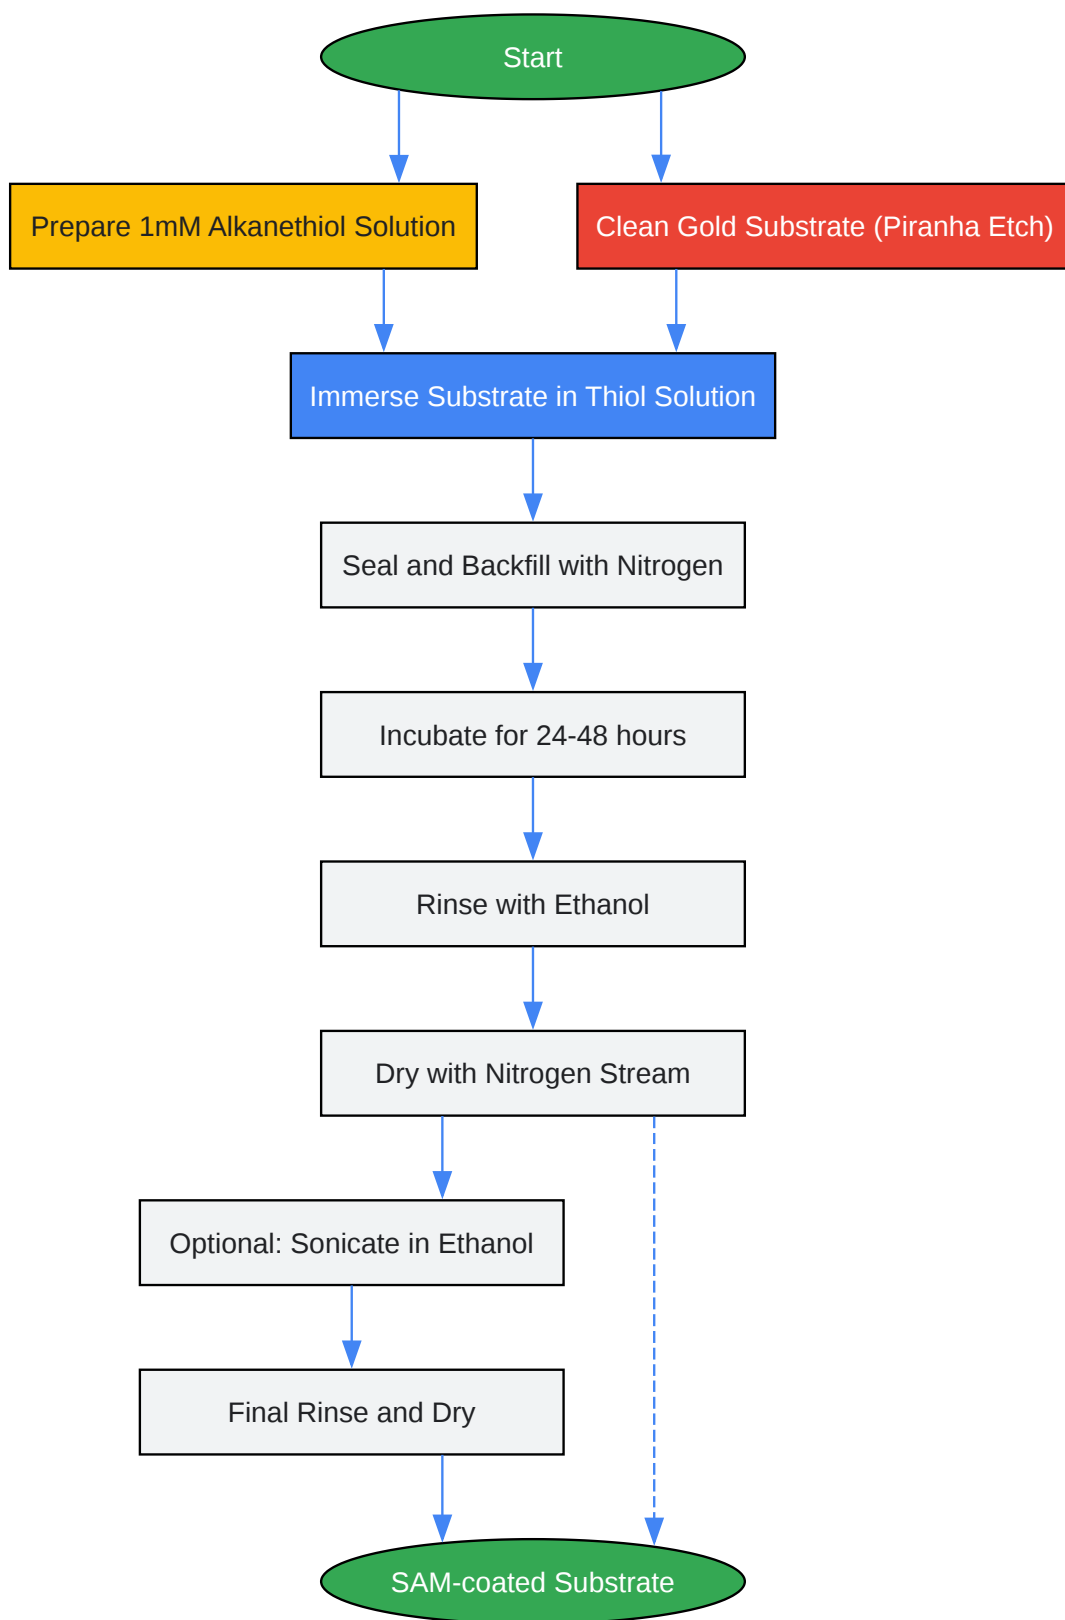 Start
Prepare 1mM Alkanethiol Solution
Clean Gold Substrate (Piranha Etch)
Immerse Substrate in Thiol Solution
Seal and Backfill with Nitrogen
Incubate for 24-48 hours
Rinse with Ethanol
Dry with Nitrogen Stream
Optional: Sonicate in Ethanol
Final Rinse and Dry
SAM-coated Substrate